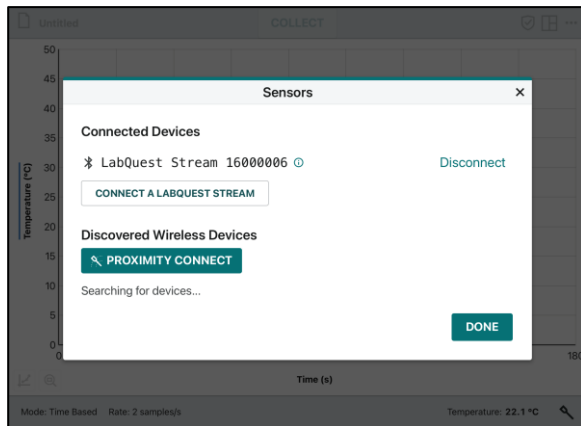 Untitled
COLLECT
50
45
40
35
30
25
20
15
10
5
0
Temperature (°C)
Sensors
Connected Devices
LabQuest Stream 16000006
Disconnect
CONNECT A LABQUEST STREAM
Discovered Wireless Devices
PROXIMITY CONNECT
Searching for devices...
DONE
0
180
Time (s)
Mode: Time Based Rate: 2 samples/s
Temperature: 22.1 °C